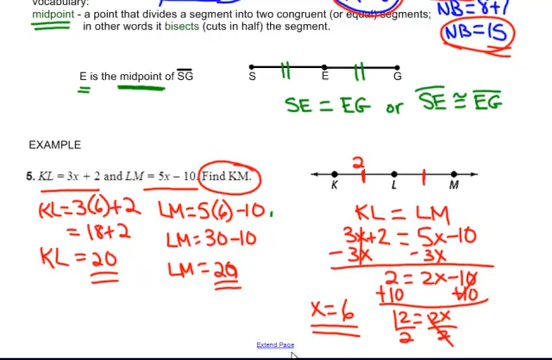 vocabulary:
midpoint - a point that divides a segment into two congruent (or equal) segments;
in other words it bisects (cuts in half) the segment.
NB = 8+7
NB = 15
E is the midpoint of SG
S E G
SE = EG or SE ≅ EG
EXAMPLE
5. KL = 3x + 2 and LM = 5x – 10. Find KM.
2
K L M
KL = 3(6)+2
= 18+2
KL = 20
LM = 5(6)-10
LM = 30-10
LM = 20
KL = LM
3x+2 = 5x-10
-3x -3x
2 = 2x-10
+10 +10
12 = 2x
2 2
x = 6
Extend Page